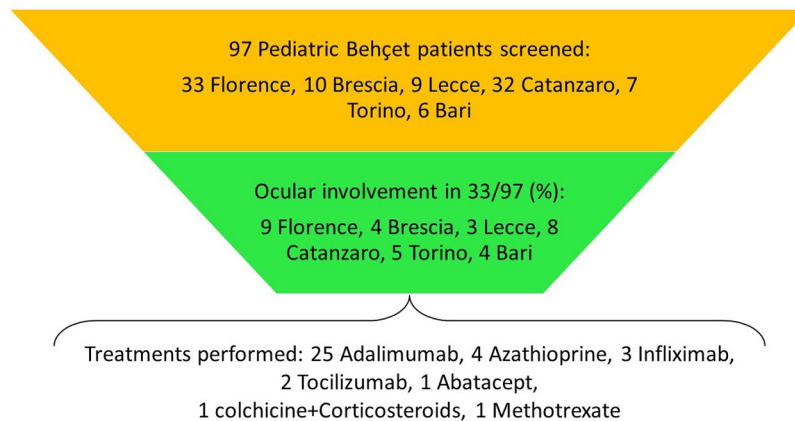 97 Pediatric Behçet patients screened:
33 Florence, 10 Brescia, 9 Lecce, 32 Catanzaro, 7
Torino, 6 Bari
Ocular involvement in 33/97 (%):
9 Florence, 4 Brescia, 3 Lecce, 8
Catanzaro, 5 Torino, 4 Bari
Treatments performed: 25 Adalimumab, 4 Azathioprine, 3 Infliximab,
2 Tocilizumab, 1 Abatacept,
1 colchicine+Corticosteroids, 1 Methotrexate